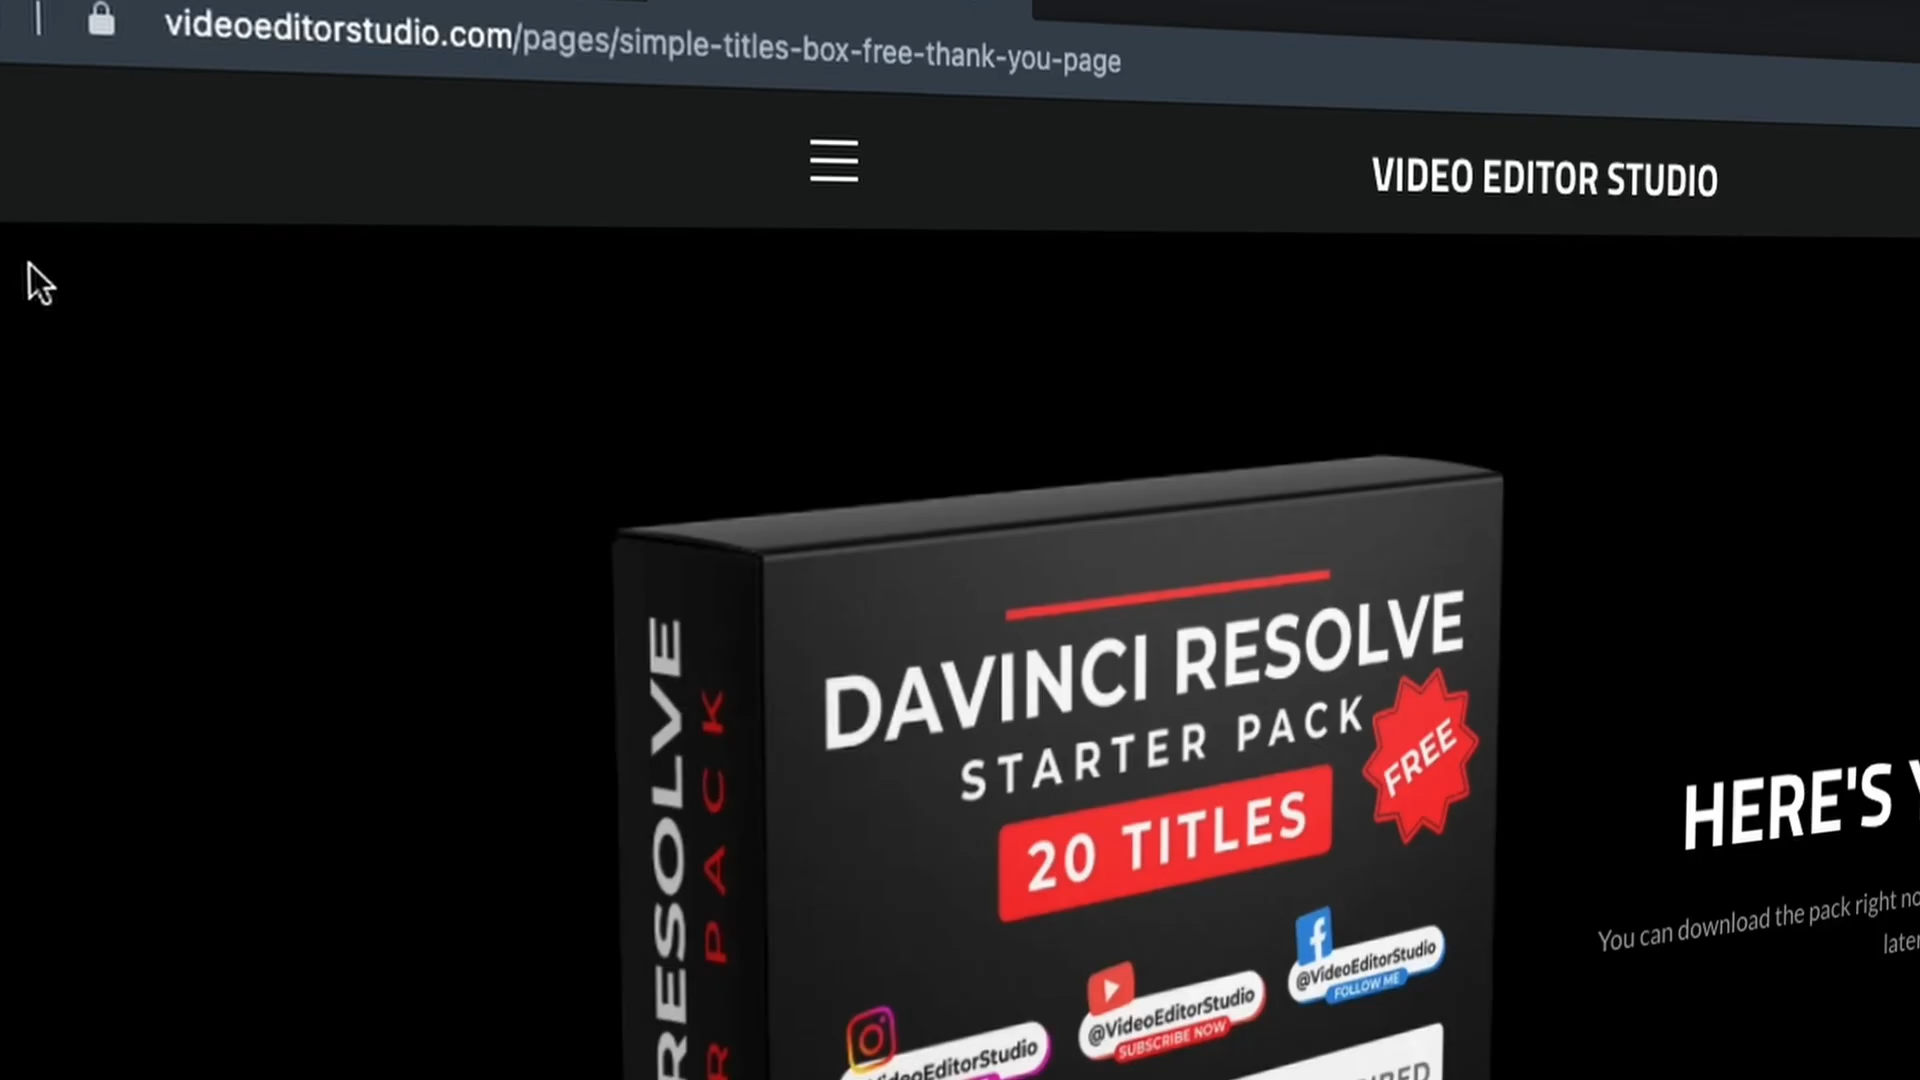 videoeditorstudio.com/pages/simple-titles-box-free-thank-you-page
VIDEO EDITOR STUDIO
RESOLVE
PACK
DAVINCI RESOLVE
STARTER PACK
FREE
20 TITLES
HERE'S
You can download the pack right
@VideoEditorStudio
FOLLOW ME
@VideoEditorStudio
SUBSCRIBE NOW